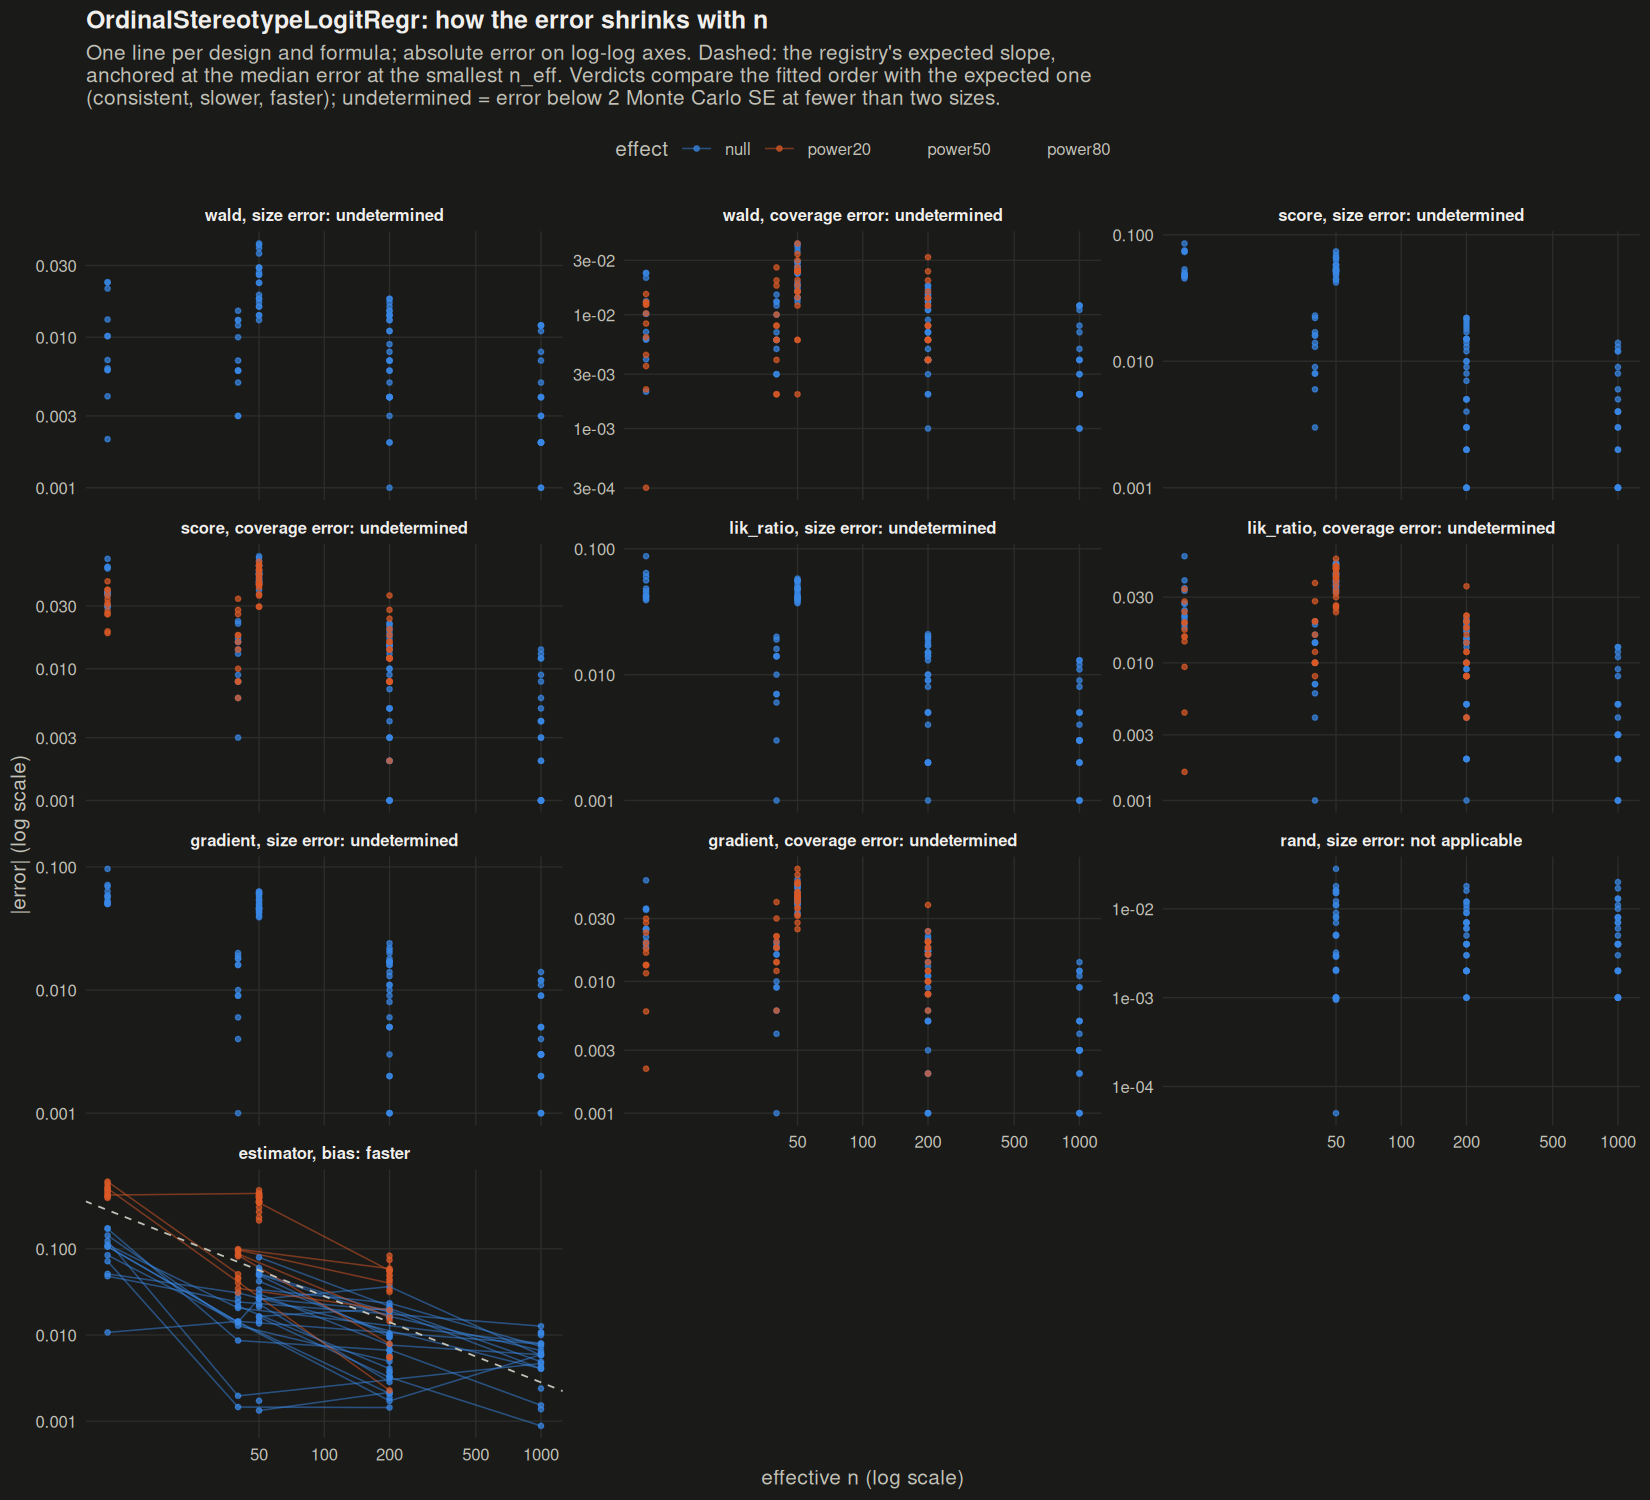 OrdinalStereotypeLogitRegr: how the error shrinks with n
One line per design and formula; absolute error on log-log axes. Dashed: the registry's expected slope,
anchored at the median error at the smallest n_eff. Verdicts compare the fitted order with the expected one
(consistent, slower, faster); undetermined = error below 2 Monte Carlo SE at fewer than two sizes.
effect null power20 power50 power80
wald, size error: undetermined
0.030
0.010
0.003
0.001
wald, coverage error: undetermined
3e-02
1e-02
3e-03
1e-03
3e-04
score, size error: undetermined
0.100
0.010
0.001
score, coverage error: undetermined
0.030
0.010
0.003
0.001
lik_ratio, size error: undetermined
0.100
0.010
0.001
lik_ratio, coverage error: undetermined
0.030
0.010
0.003
0.001
gradient, size error: undetermined
0.100
0.010
0.001
gradient, coverage error: undetermined
0.030
0.010
0.003
0.001
50 100 200 500 1000
rand, size error: not applicable
1e-02
1e-03
1e-04
50 100 200 500 1000
estimator, bias: faster
0.100
0.010
0.001
50 100 200 500 1000
|error| (log scale)
effective n (log scale)